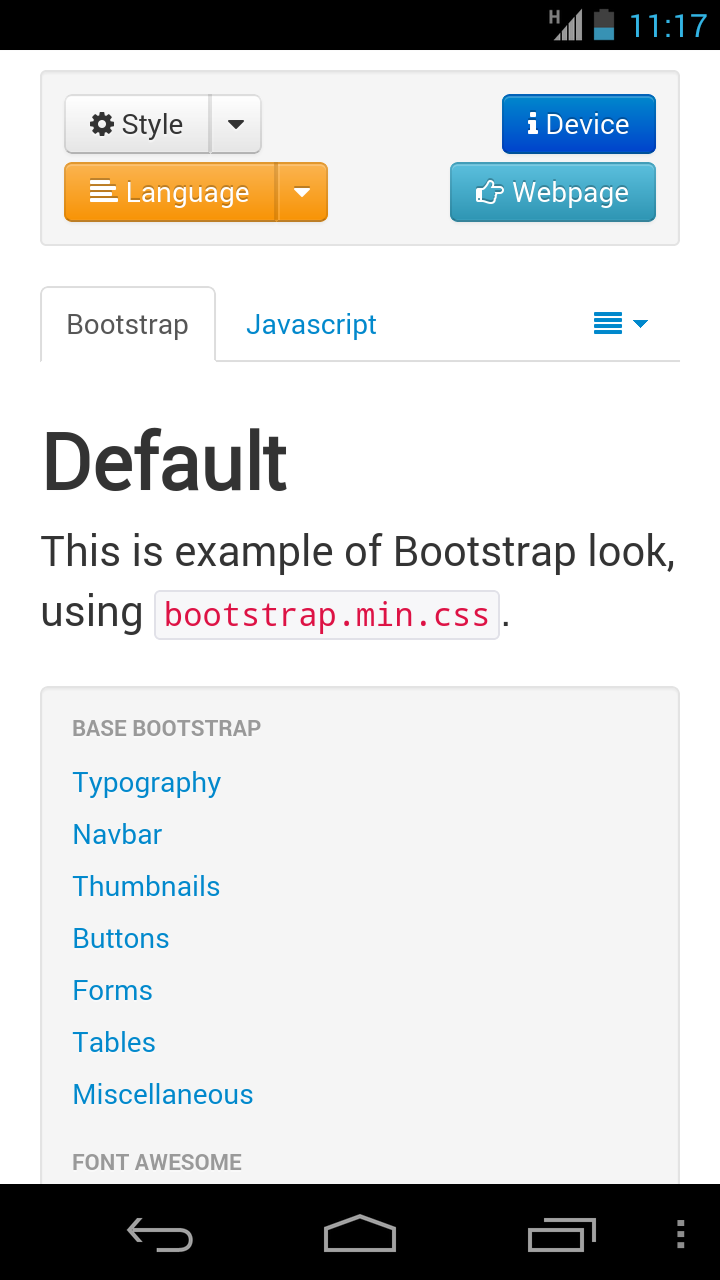 H 11:17
Style
Device
Language
Webpage
Bootstrap Javascript
Default
This is example of Bootstrap look,
using bootstrap.min.css.
BASE BOOTSTRAP
Typography
Navbar
Thumbnails
Buttons
Forms
Tables
Miscellaneous
FONT AWESOME